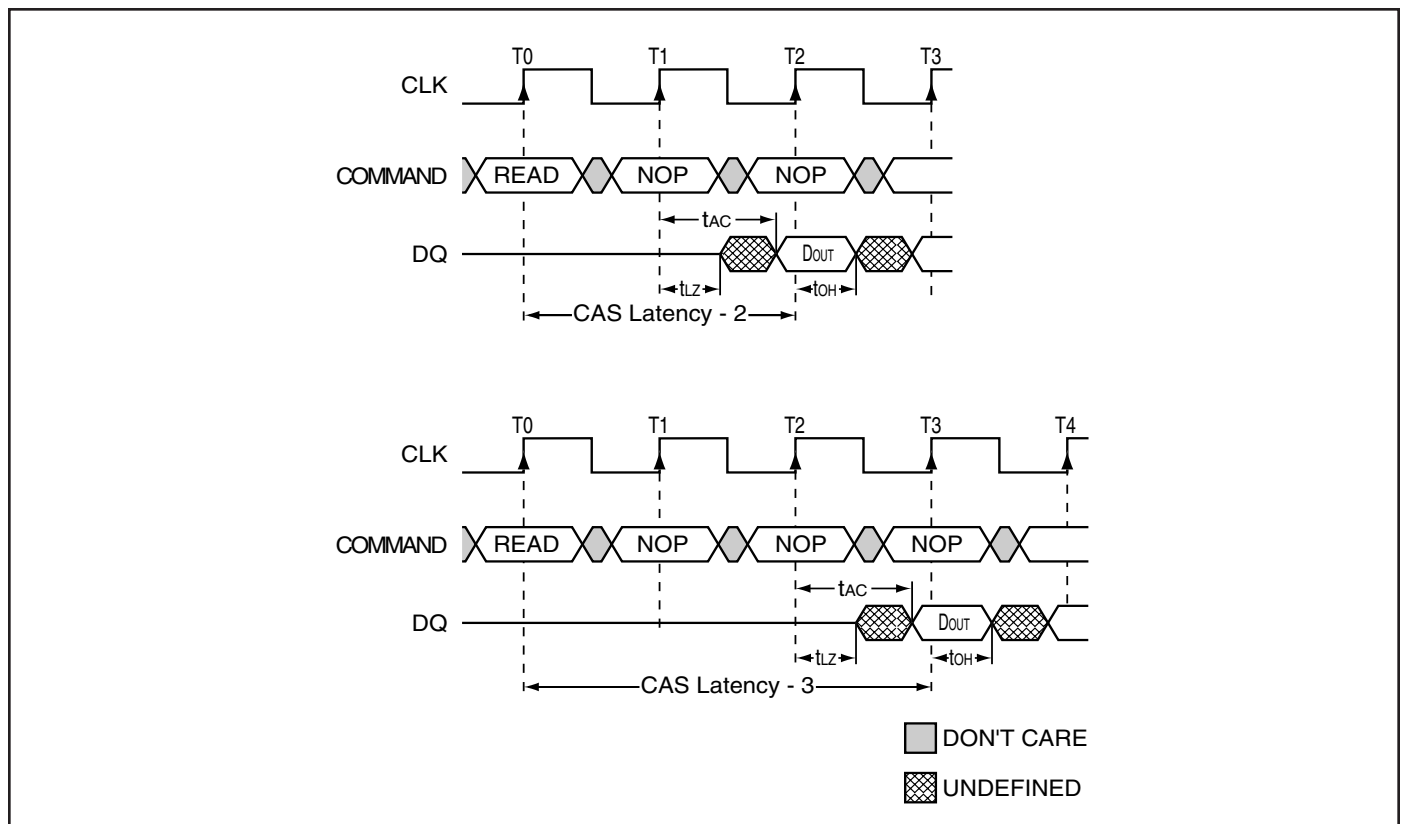 T0 T1 T2 T3
CLK
COMMAND READ NOP NOP
tAC
DQ DOUT
tLZ tOH
CAS Latency - 2
T0 T1 T2 T3 T4
CLK
COMMAND READ NOP NOP NOP
tAC
DQ DOUT
tLZ tOH
CAS Latency - 3
DON'T CARE
UNDEFINED